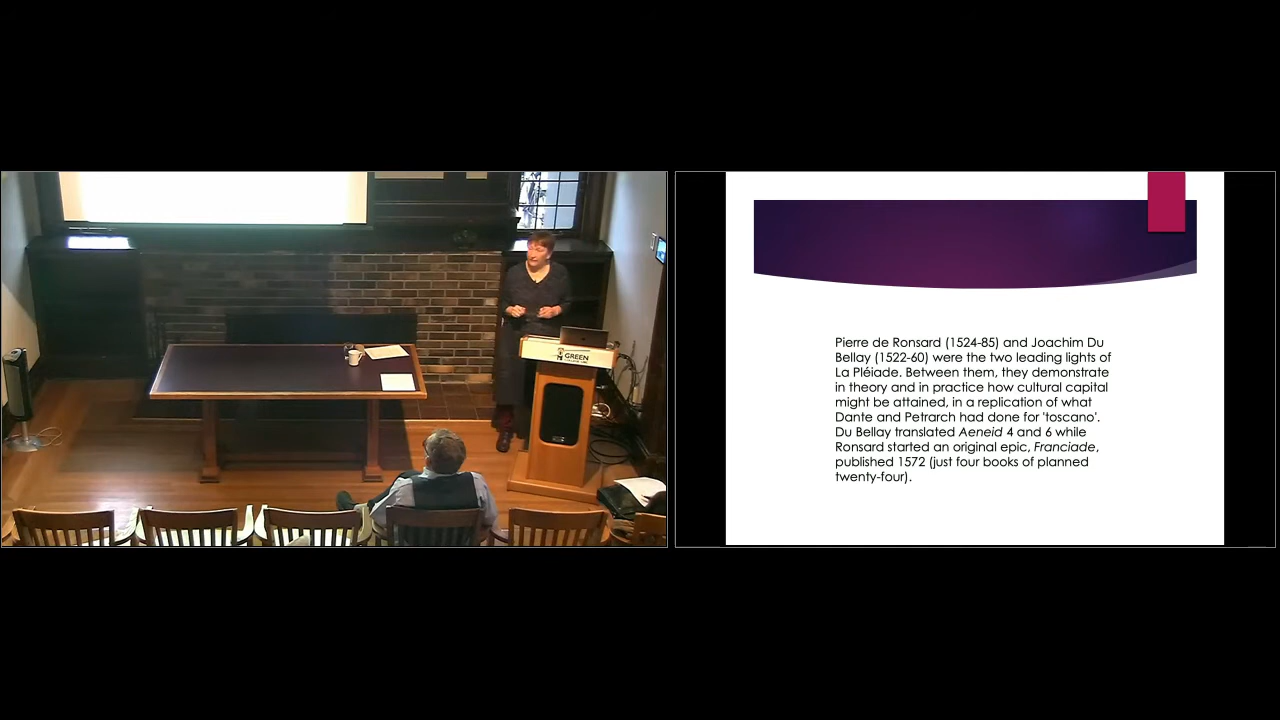 GREEN
Pierre de Ronsard (1524-85) and Joachim Du
Bellay (1522-60) were the two leading lights of
La Pléiade. Between them, they demonstrate
in theory and in practice how cultural capital
might be attained, in a replication of what
Dante and Petrarch had done for 'toscano'.
Du Bellay translated Aeneid 4 and 6 while
Ronsard started an original epic, Franciade,
published 1572 (just four books of planned
twenty-four).